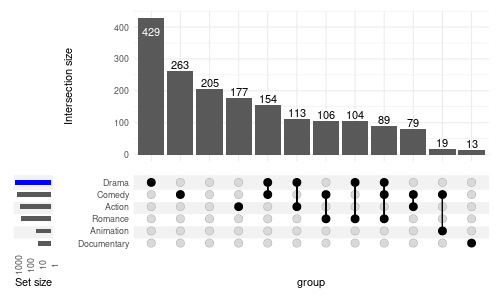 Intersection size
400
300
200
100
0
429
263
205
177
154
113
106
104
89
79
19
13
Drama
Comedy
Action
Romance
Animation
Documentary
1000
100
10
1
Set size
group